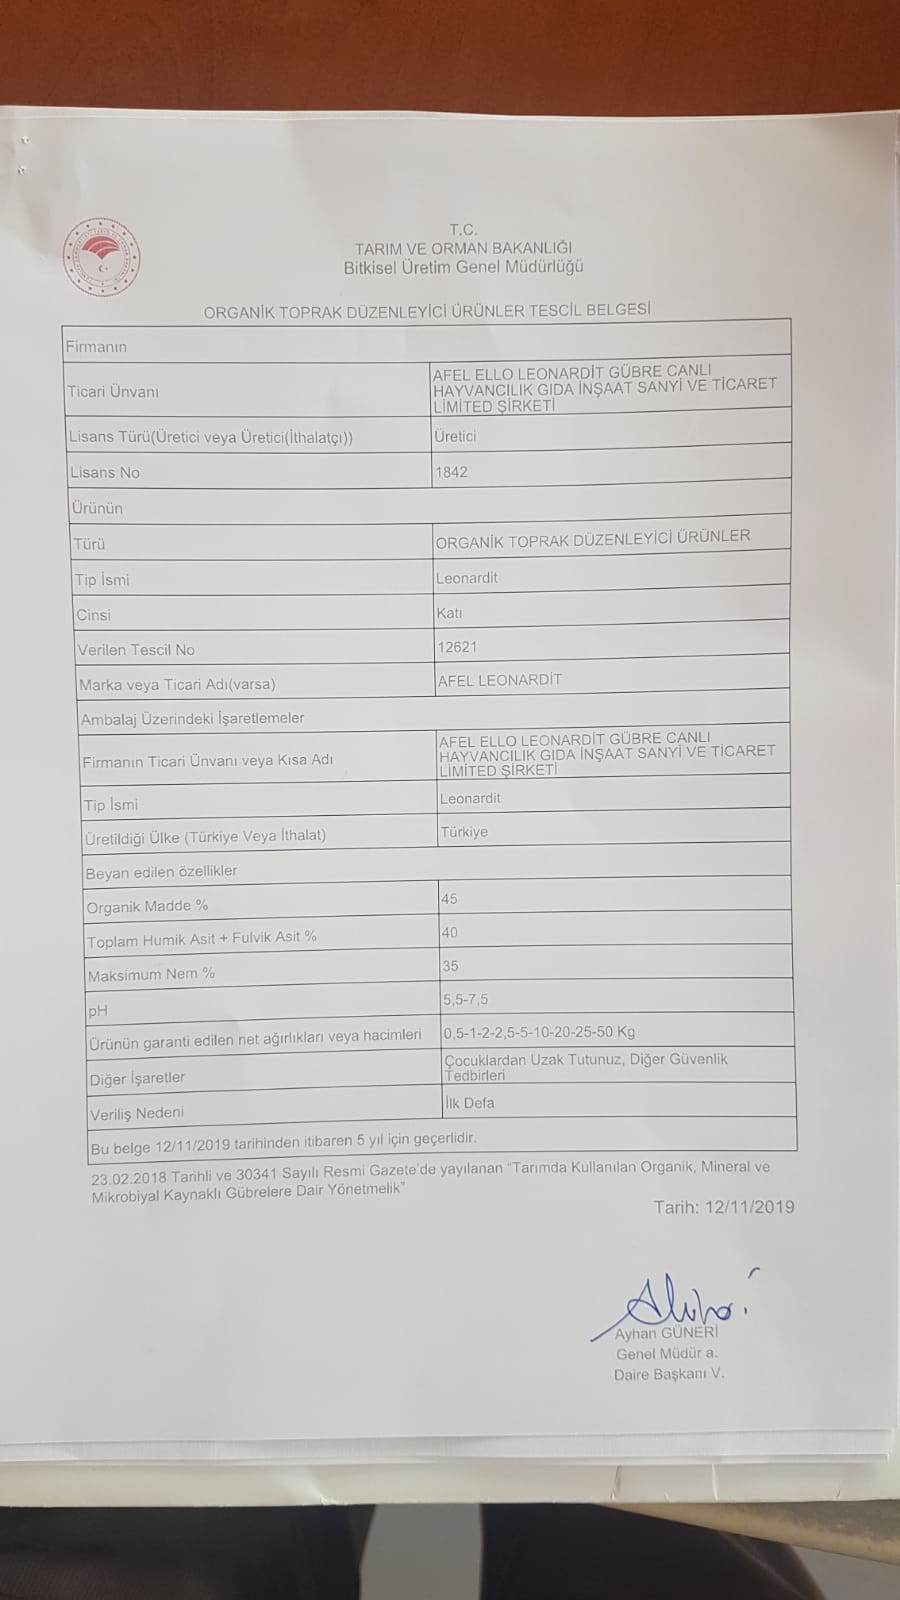 T.C.
TARIM VE ORMAN BAKANLIĞI
Bitkisel Üretim Genel Müdürlüğü
ORGANİK TOPRAK DÜZENLEYİCİ ÜRÜNLER TESCİL BELGESİ
Firmanın
Ticari Ünvanı
AFEL ELLO LEONARDİT GÜBRE CANLI
HAYVANCILIK GIDA İNŞAAT SANYİ VE TİCARET
LİMİTED ŞİRKETİ
Lisans Türü(Üretici veya Üretici(İthalatçı))
Üretici
Lisans No
1842
Ürünün
Türü
ORGANİK TOPRAK DÜZENLEYİCİ ÜRÜNLER
Tip İsmi
Leonardit
Cinsi
Katı
Verilen Tescil No
12621
Marka veya Ticari Adı(varsa)
AFEL LEONARDİT
Ambalaj Üzerindeki İşaretlemeler
Firmanın Ticari Ünvanı veya Kısa Adı
AFEL ELLO LEONARDİT GÜBRE CANLI
HAYVANCILIK GIDA İNŞAAT SANYİ VE TİCARET
LİMİTED ŞİRKETİ
Tip İsmi
Leonardit
Üretildiği Ülke (Türkiye Veya İthalat)
Türkiye
Beyan edilen özellikler
Organik Madde %
45
Toplam Humik Asit + Fulvik Asit %
40
Maksimum Nem %
35
pH
5,5-7,5
Ürünün garanti edilen net ağırlıkları veya hacimleri
0,5-1-2-2,5-5-10-20-25-50 Kg
Diğer İşaretler
Çocuklardan Uzak Tutunuz, Diğer Güvenlik
Tedbirleri
Veriliş Nedeni
İlk Defa
Bu belge 12/11/2019 tarihinden itibaren 5 yıl için geçerlidir.
23.02.2018 Tarihli ve 30341 Sayılı Resmi Gazete'de yayılanan "Tarımda Kullanılan Organik, Mineral ve
Mikrobiyal Kaynaklı Gübrelere Dair Yönetmelik"
Tarih: 12/11/2019
Ayhan GÜNERİ
Genel Müdür a.
Daire Başkanı V.